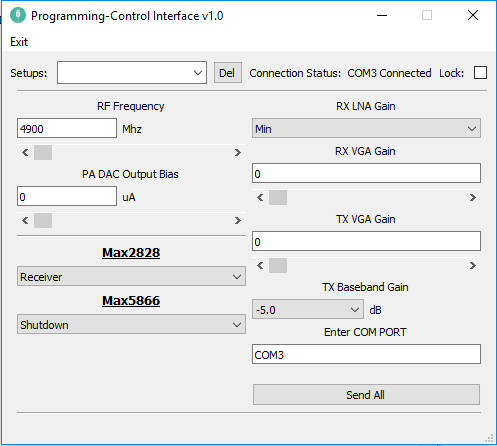 Programming-Control Interface v1.0
Exit
Setups: Del Connection Status: COM3 Connected Lock:
RF Frequency
4900 Mhz
PA DAC Output Bias
0 uA
Max2828
Receiver
Max5866
Shutdown
RX LNA Gain
Min
RX VGA Gain
0
TX VGA Gain
0
TX Baseband Gain
-5.0 dB
Enter COM PORT
COM3
Send All